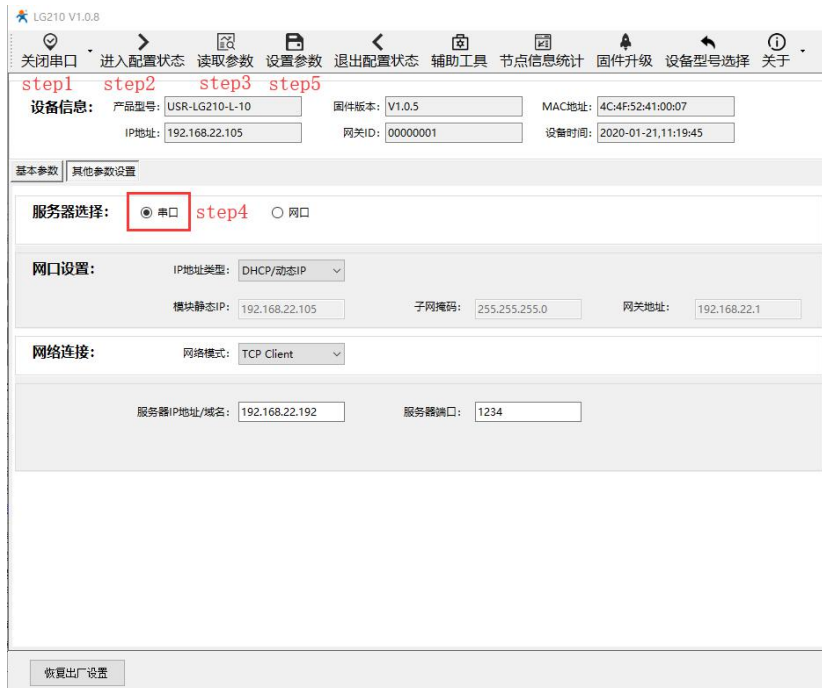 LG210 V1.0.8
关闭串口 进入配置状态 读取参数 设置参数 退出配置状态 辅助工具 节点信息统计 固件升级 设备型号选择 关于
step1 step2 step3 step5
设备信息: 产品型号: USR-LG210-L-10 固件版本: V1.0.5 MAC地址: 4C:4F:52:41:00:07
IP地址: 192.168.22.105 网关ID: 00000001 设备时间: 2020-01-21,11:19:45
基本参数 其他参数设置
服务器选择: 串口 step4 网口
网口设置: IP地址类型: DHCP/动态IP
模块静态IP: 192.168.22.105 子网掩码: 255.255.255.0 网关地址: 192.168.22.1
网络连接: 网络模式: TCP Client
服务器IP地址/域名: 192.168.22.192 服务器端口: 1234
恢复出厂设置